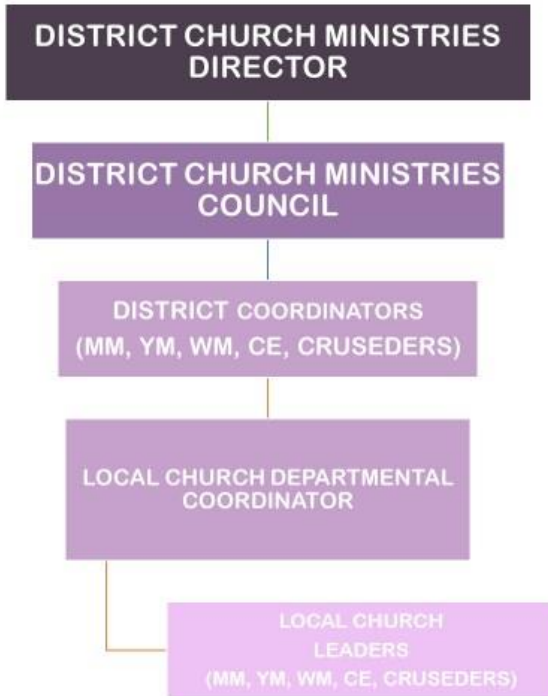 DISTRICT CHURCH MINISTRIES
DIRECTOR
DISTRICT CHURCH MINISTRIES
COUNCIL
DISTRICT COORDINATORS
(MM, YM, WM, CE, CRUSEDERS)
LOCAL CHURCH DEPARTMENTAL
COORDINATOR
LOCAL CHURCH
LEADERS
(MM, YM, WM, CE, CRUSEDERS)